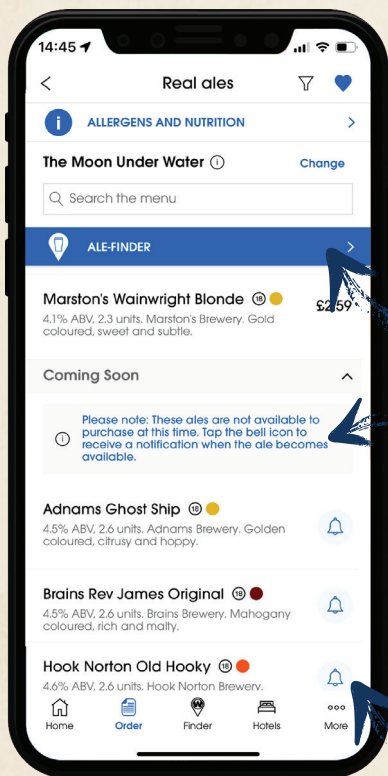 14:45
Real ales
i ALLERGENS AND NUTRITION
The Moon Under Water i Change
Search the menu
ALE-FINDER
Marston's Wainwright Blonde 18 £2.59
4.1% ABV, 2.3 units. Marston's Brewery. Gold
coloured, sweet and subtle.
Coming Soon
Please note: These ales are not available to
purchase at this time. Tap the bell icon to
receive a notification when the ale becomes
available.
Adnams Ghost Ship 18
4.5% ABV, 2.6 units. Adnams Brewery. Golden
coloured, citrusy and hoppy.
Brains Rev James Original 18
4.5% ABV, 2.6 units. Brains Brewery. Mahogany
coloured, rich and malty.
Hook Norton Old Hooky 18
4.6% ABV, 2.6 units. Hook Norton Brewery.
Home Order Finder Hotels More